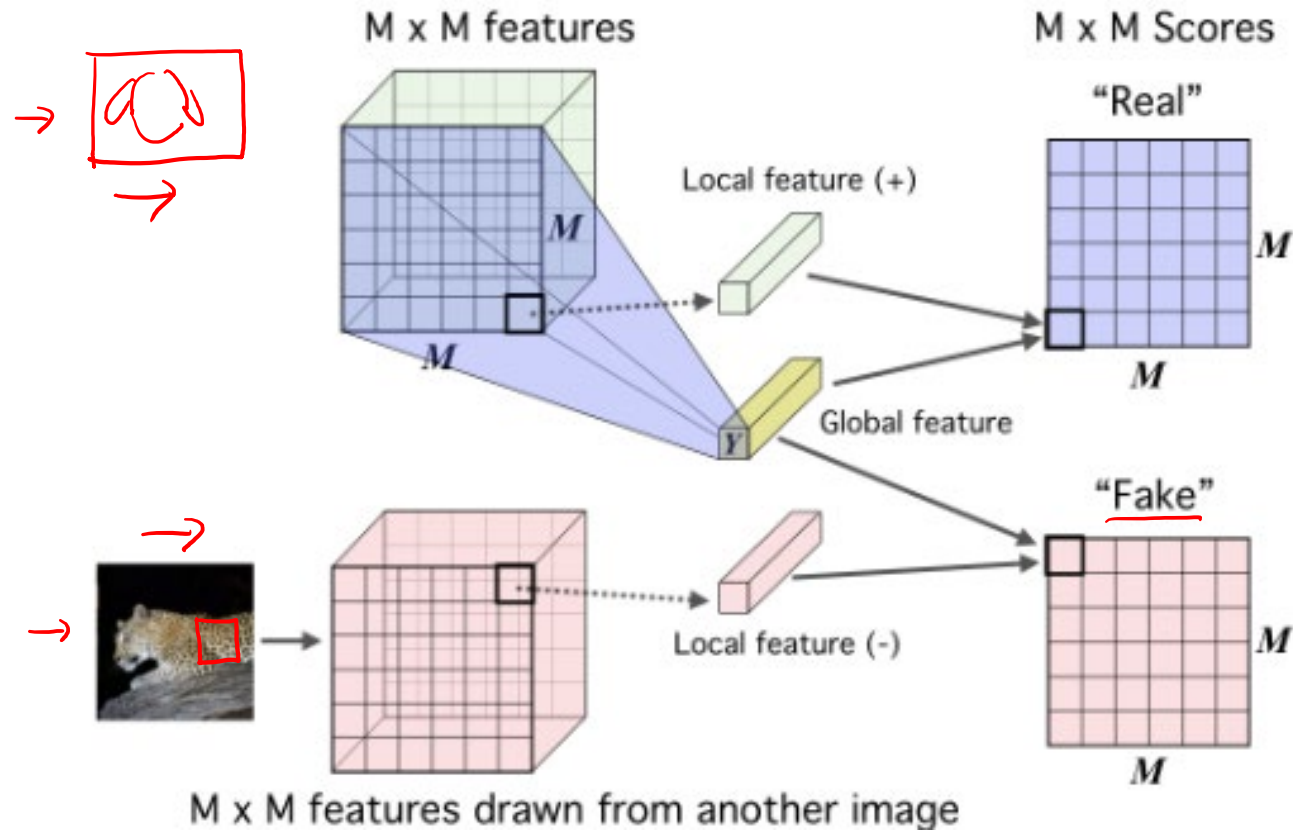 M x M features
M x M Scores
“Real”
Local feature (+)
M
M
M
M
Y
Global feature
“Fake”
Local feature (-)
M
M
M x M features drawn from another image